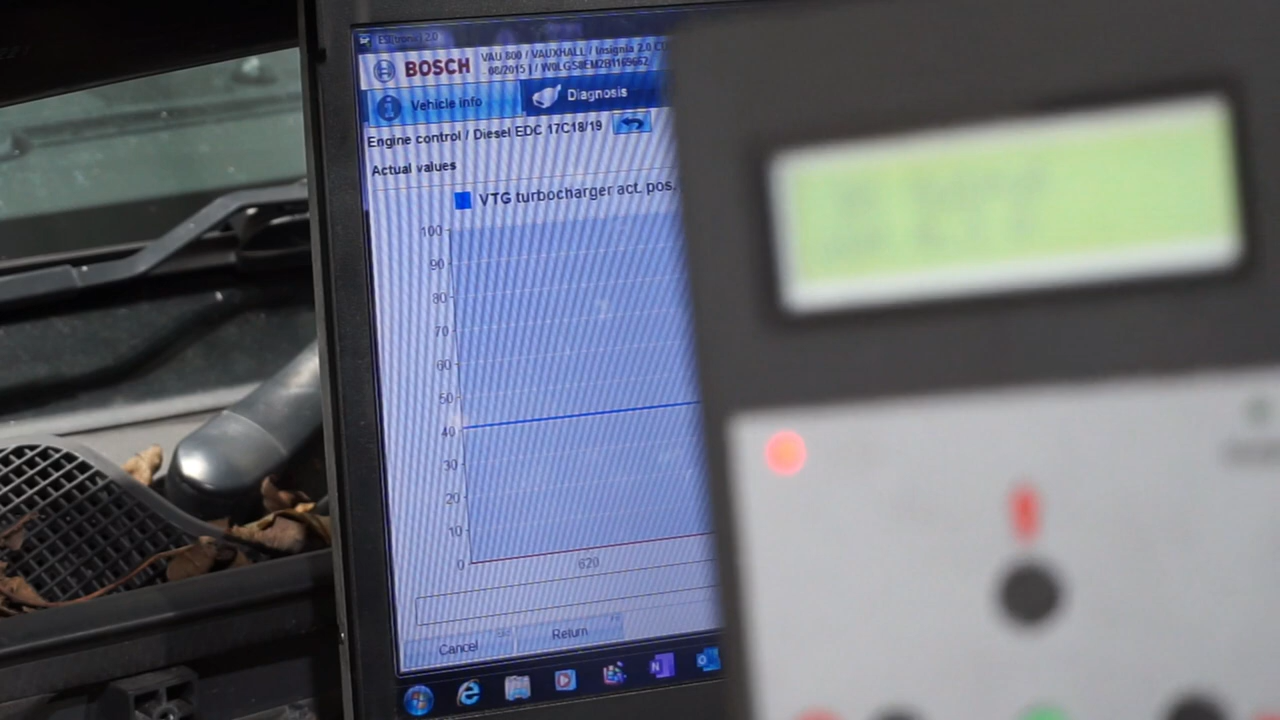 ESI[tronic] 2.0
BOSCH
VAU 800 / VAUXHALL / Insignia 2.0 CD
- 08/2015 | / W0LGS8EM2B1165662
Vehicle info
Diagnosis
Engine control / Diesel EDC 17C18/19
Actual values
VTG turbocharger act. pos.
100
90
80
70
60
50
40
30
20
10
0
620
Cancel
Return